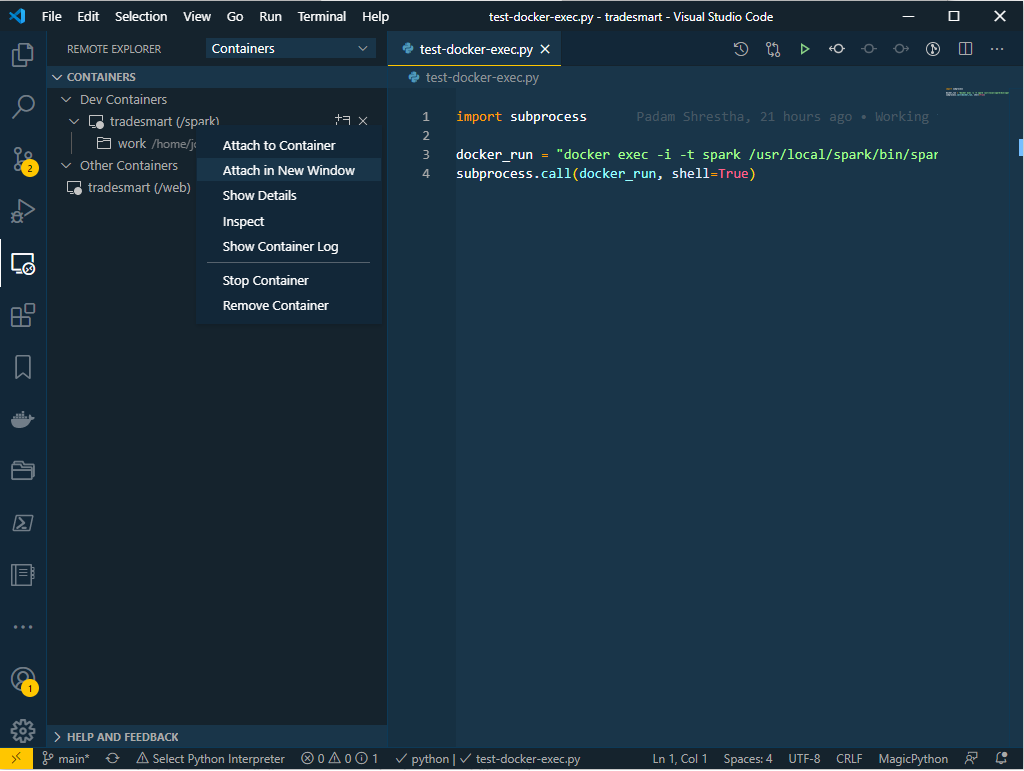 File Edit Selection View Go Run Terminal Help test-docker-exec.py - tradesmart - Visual Studio Code
REMOTE EXPLORER Containers
test-docker-exec.py
CONTAINERS
test-docker-exec.py
Dev Containers
tradesmart (/spark)
work /home/jo
Other Containers
tradesmart (/web)
Attach to Container
Attach in New Window
Show Details
Inspect
Show Container Log
Stop Container
Remove Container
1 import subprocess Padam Shrestha, 21 hours ago • Working
2
3 docker_run = "docker exec -i -t spark /usr/local/spark/bin/spar
4 subprocess.call(docker_run, shell=True)
2
1
HELP AND FEEDBACK
main* Select Python Interpreter 0 0 1 python | test-docker-exec.py Ln 1, Col 1 Spaces: 4 UTF-8 CRLF MagicPython